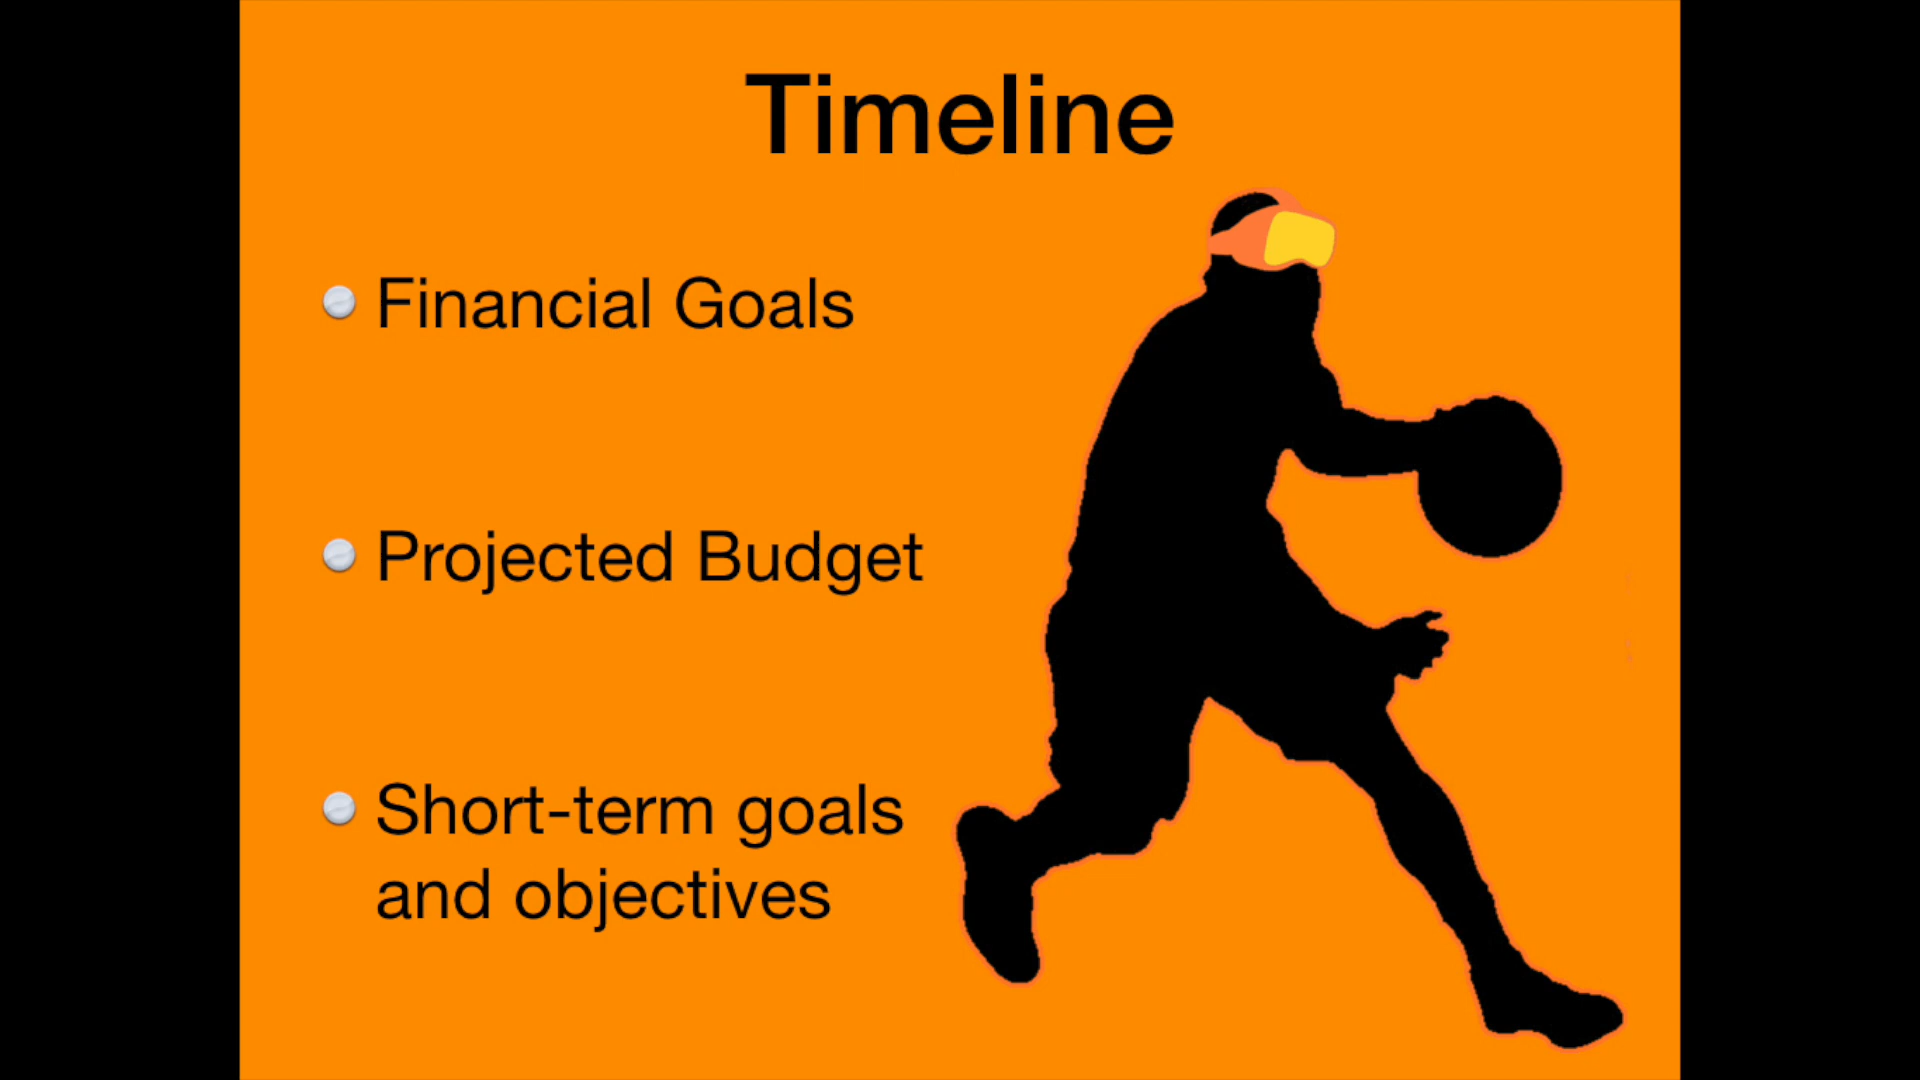 Timeline
Financial Goals
Projected Budget
Short-term goals
and objectives